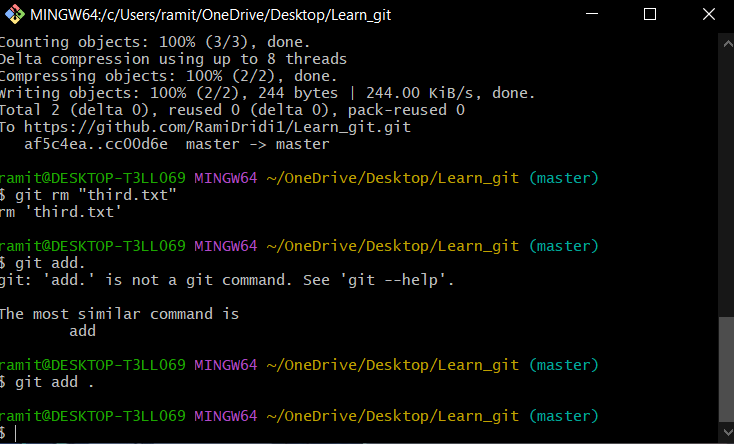 MINGW64:/c/Users/ramit/OneDrive/Desktop/Learn_git
Counting objects: 100% (3/3), done.
Delta compression using up to 8 threads
Compressing objects: 100% (2/2), done.
Writing objects: 100% (2/2), 244 bytes | 244.00 KiB/s, done.
Total 2 (delta 0), reused 0 (delta 0), pack-reused 0
To https://github.com/RamiDridi1/Learn_git.git
   af5c4ea..cc00d6e  master -> master
ramit@DESKTOP-T3LLO69 MINGW64 ~/OneDrive/Desktop/Learn_git (master)
$ git rm "third.txt"
rm 'third.txt'
ramit@DESKTOP-T3LLO69 MINGW64 ~/OneDrive/Desktop/Learn_git (master)
$ git add.
git: 'add.' is not a git command. See 'git --help'.
The most similar command is
        add
ramit@DESKTOP-T3LLO69 MINGW64 ~/OneDrive/Desktop/Learn_git (master)
$ git add .
ramit@DESKTOP-T3LLO69 MINGW64 ~/OneDrive/Desktop/Learn_git (master)
$